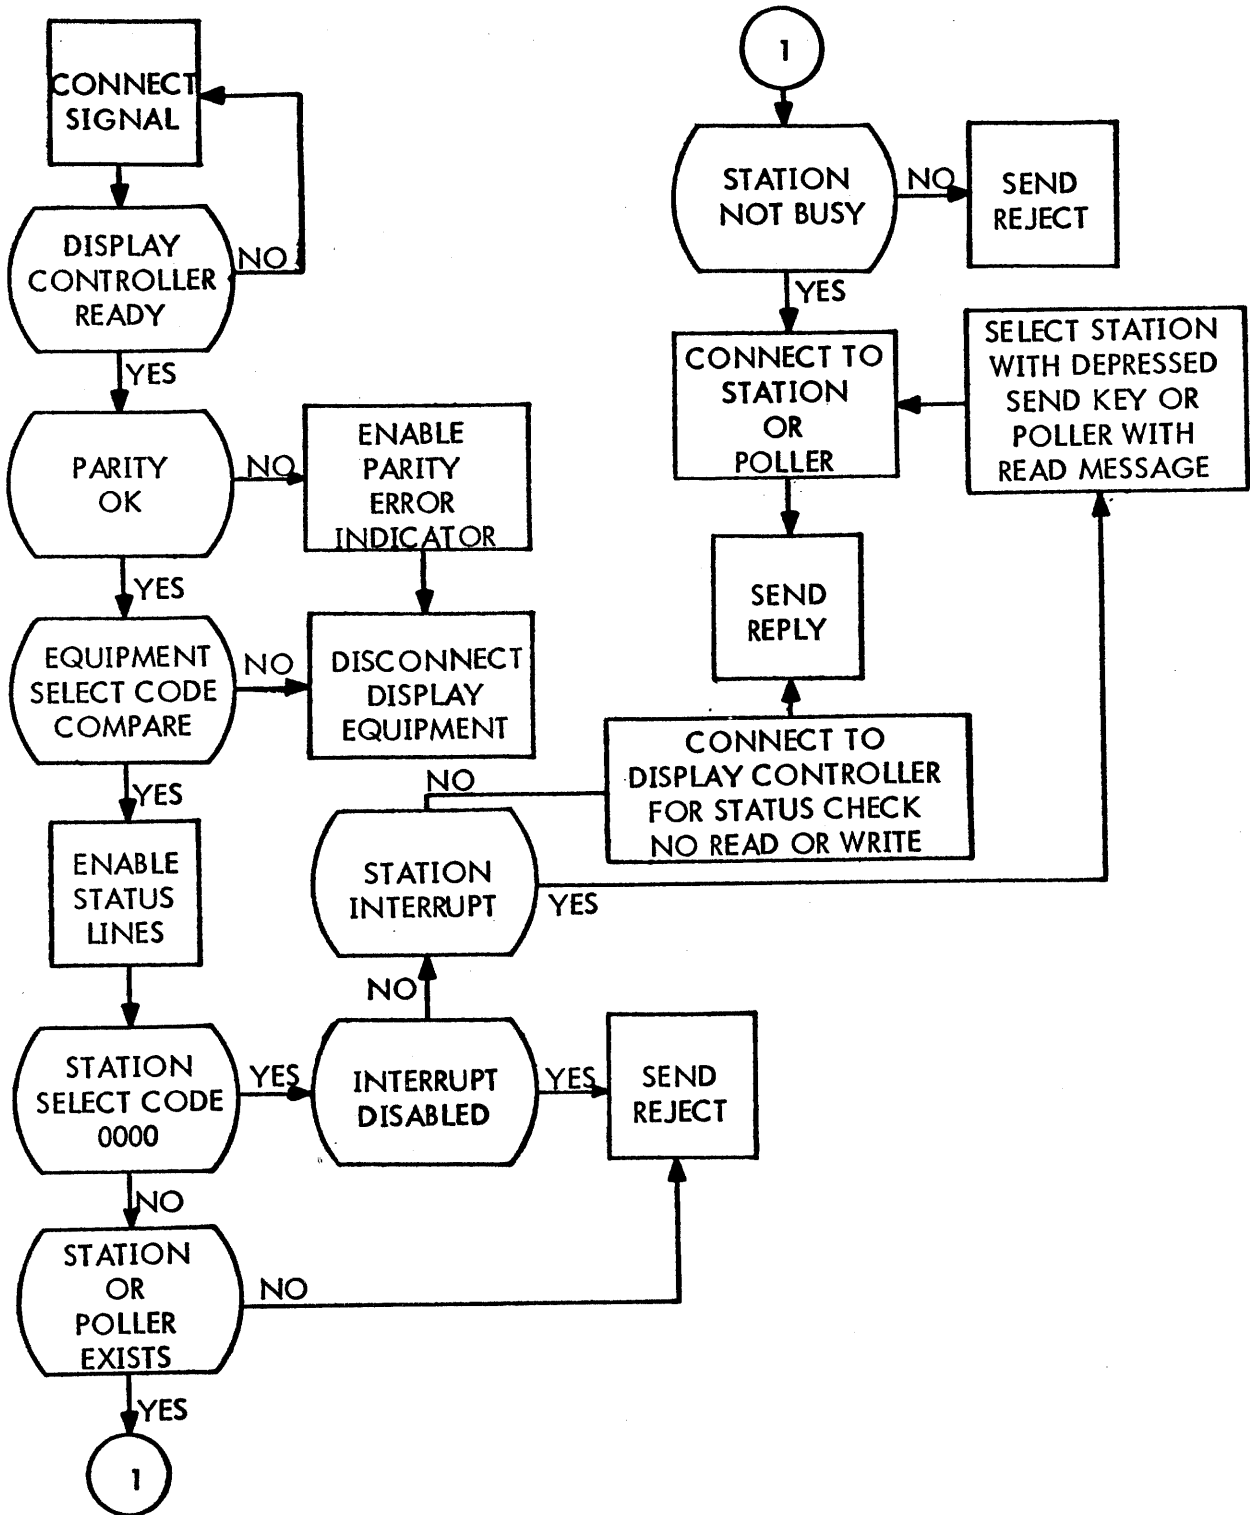 CONNECT
SIGNAL
DISPLAY
CONTROLLER
READY
NO
YES
PARITY
OK
NO
ENABLE
PARITY
ERROR
INDICATOR
YES
EQUIPMENT
SELECT CODE
COMPARE
NO
DISCONNECT
DISPLAY
EQUIPMENT
YES
ENABLE
STATUS
LINES
STATION
SELECT CODE
0000
YES
INTERRUPT
DISABLED
YES
SEND
REJECT
NO
STATION
INTERRUPT
YES
NO
CONNECT TO
DISPLAY CONTROLLER
FOR STATUS CHECK
NO READ OR WRITE
NO
STATION
OR
POLLER
EXISTS
NO
YES
1
1
STATION
NOT BUSY
NO
SEND
REJECT
YES
CONNECT TO
STATION
OR
POLLER
SELECT STATION
WITH DEPRESSED
SEND KEY OR
POLLER WITH
READ MESSAGE
SEND
REPLY